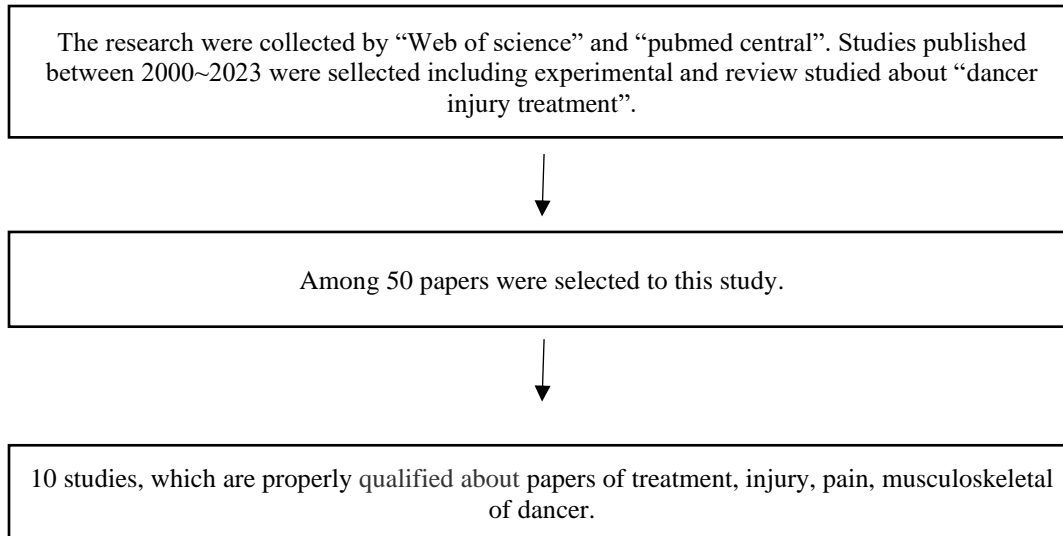 The research were collected by “Web of science” and “pubmed central”. Studies published
between 2000~2023 were sellected including experimental and review studied about “dancer
injury treatment”.
Among 50 papers were selected to this study.
10 studies, which are properly qualified about papers of treatment, injury, pain, musculoskeletal
of dancer.